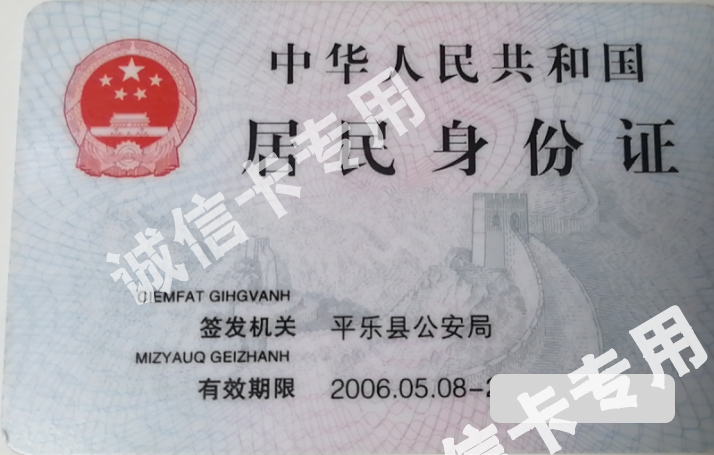 中华人民共和国
居民身份证
诚信卡专用
CIEMFAT GIHGVANH
签发机关 平乐县公安局
MIZYAUQ GEIZHANH
有效期限 2006.05.08-2
信卡专用